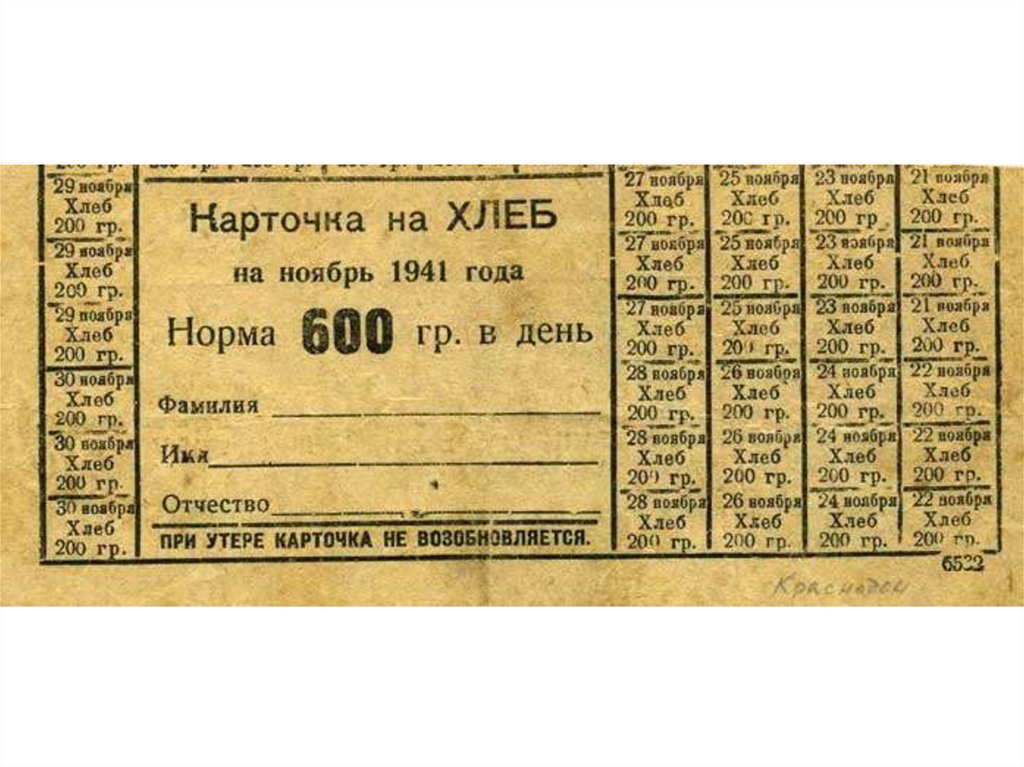 29 ноября
Хлеб
200 гр.
29 ноября
Хлеб
200 гр.
29 ноября
Хлеб
200 гр.
30 ноября
Хлеб
200 гр.
30 ноября
Хлеб
200 гр.
30 ноября
Хлеб
200 гр.
Карточка на ХЛЕБ
на ноябрь 1941 года
Норма 600 гр. в день
Фамилия
Имя
Отчество
ПРИ УТЕРЕ КАРТОЧКА НЕ ВОЗОБНОВЛЯЕТСЯ.
27 ноября
Хлеб
200 гр.
27 ноября
Хлеб
200 гр.
27 ноября
Хлеб
200 гр.
28 ноября
Хлеб
200 гр.
28 ноября
Хлеб
200 гр.
28 ноября
Хлеб
200 гр.
25 ноября
Хлеб
200 гр.
25 ноября
Хлеб
200 гр.
25 ноября
Хлеб
200 гр.
26 ноября
Хлеб
200 гр.
26 ноября
Хлеб
200 гр.
26 ноября
Хлеб
200 гр.
23 ноября
Хлеб
200 гр
23 ноября
Хлеб
200 гр.
23 ноября
Хлеб
200 гр.
24 ноября
Хлеб
200 гр.
24 ноября
Хлеб
200 гр.
24 ноября
Хлеб
200 гр.
21 ноября
Хлеб
200 гр.
21 ноября
Хлеб
200 гр.
21 ноября
Хлеб
200 гр.
22 ноября
Хлеб
200 гр.
22 ноября
Хлеб
200 гр.
22 ноября
Хлеб
200 гр.
Краснодон